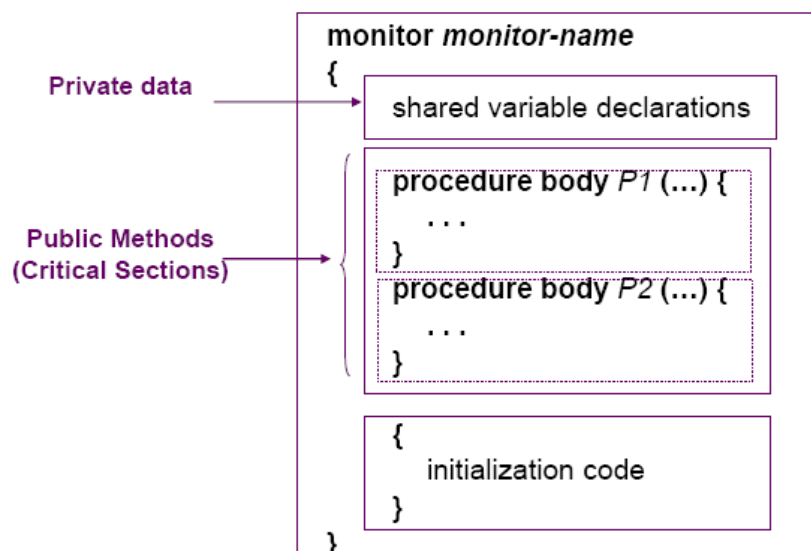 monitor monitor-name
{
Private data
shared variable declarations
Public Methods
(Critical Sections)
procedure body P1 (...) {
. . .
}
procedure body P2 (...) {
. . .
}
{
initialization code
}
}